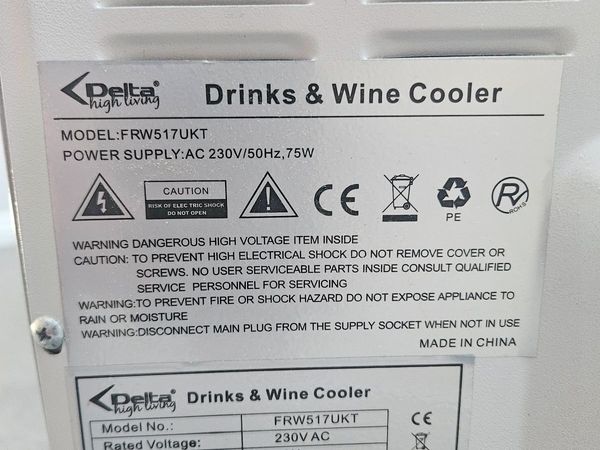 Delta® Drinks & Wine Cooler
high living
MODEL:FRW517UKT
POWER SUPPLY:AC 230V/50Hz,75W
CAUTION
RISK OF ELEC TRIC SHOCK
DO NOT OPEN
CE
PE
R
ROHS
WARNING DANGEROUS HIGH VOLTAGE ITEM INSIDE
CAUTION: TO PREVENT HIGH ELECTRICAL SHOCK DO NOT REMOVE COVER OR
SCREWS. NO USER SERVICEABLE PARTS INSIDE CONSULT QUALIFIED
SERVICE PERSONNEL FOR SERVICING
WARNING:TO PREVENT FIRE OR SHOCK HAZARD DO NOT EXPOSE APPLIANCE TO
RAIN OR MOISTURE
WARNING:DISCONNECT MAIN PLUG FROM THE SUPPLY SOCKET WHEN NOT IN USE
MADE IN CHINA
Delta® Drinks & Wine Cooler
high living
Model No.: FRW517UKT CE
Rated Voltage: 230V AC